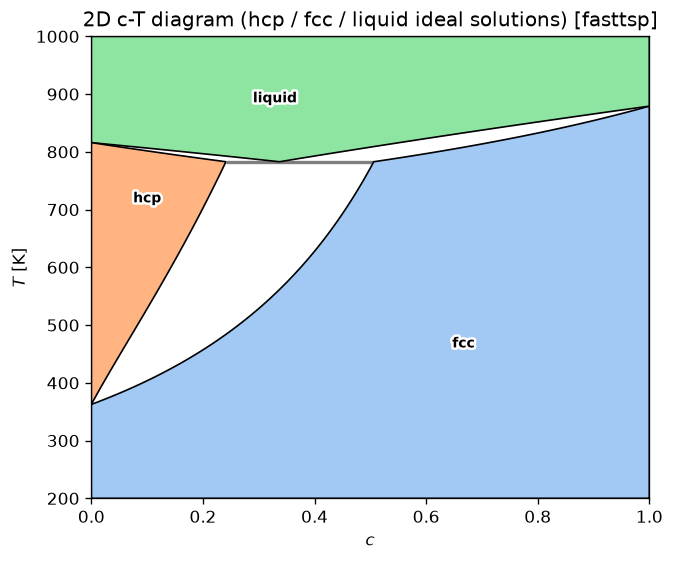 2D c-T diagram (hcp / fcc / liquid ideal solutions) [fasttsp]
1000
900
800
700
600
500
400
300
200
T [K]
liquid
hcp
fcc
0.0 0.2 0.4 0.6 0.8 1.0
c